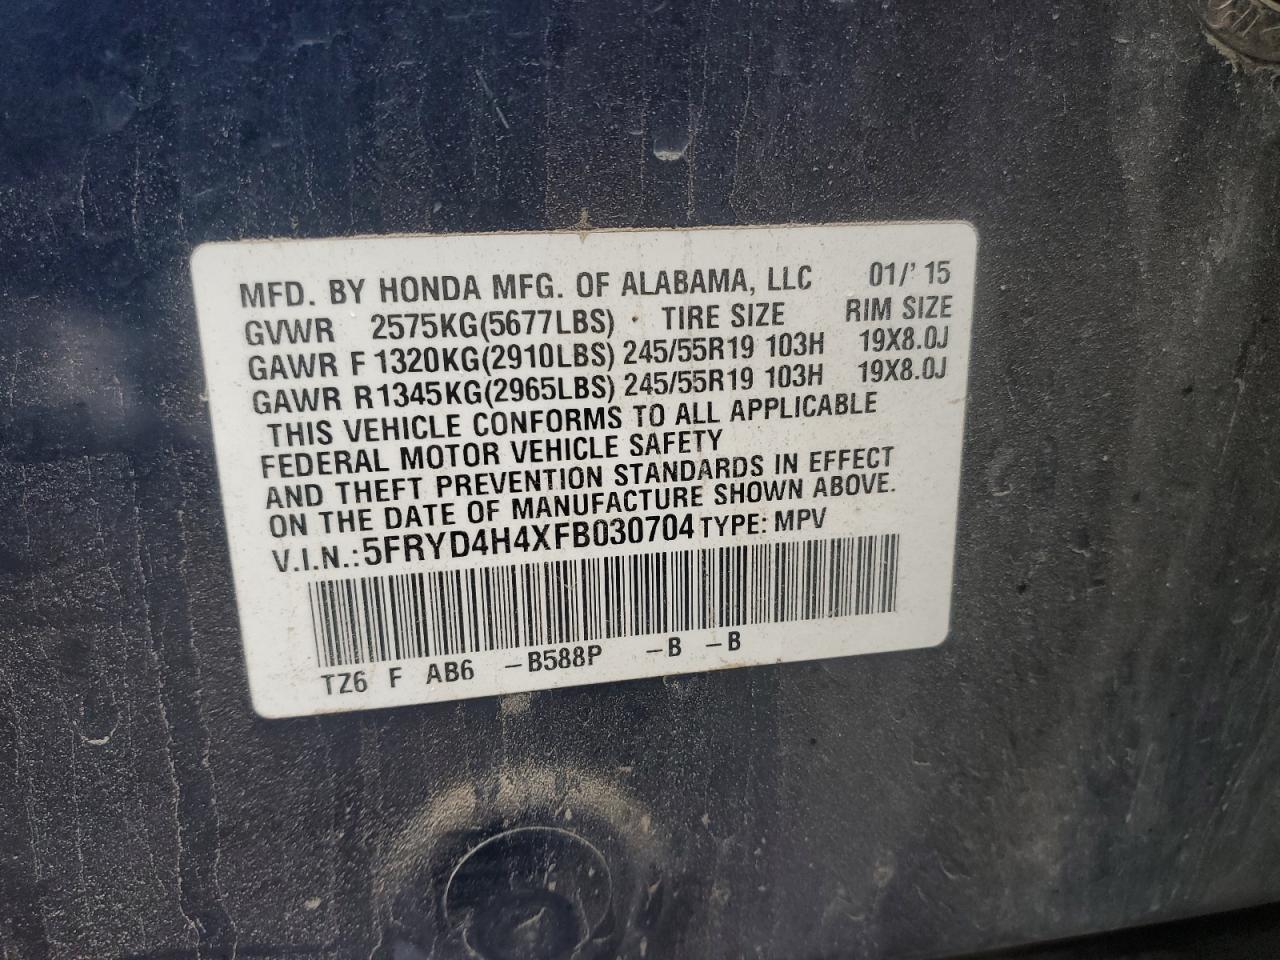 MFD. BY HONDA MFG. OF ALABAMA, LLC 01/' 15
GVWR 2575KG(5677LBS) TIRE SIZE RIM SIZE
GAWR F 1320KG(2910LBS) 245/55R19 103H 19X8.0J
GAWR R1345KG(2965LBS) 245/55R19 103H 19X8.0J
THIS VEHICLE CONFORMS TO ALL APPLICABLE
FEDERAL MOTOR VEHICLE SAFETY
AND THEFT PREVENTION STANDARDS IN EFFECT
ON THE DATE OF MANUFACTURE SHOWN ABOVE.
V.I.N.:5FRYD4H4XFB030704 TYPE: MPV
TZ6 F AB6 -B588P -B -B